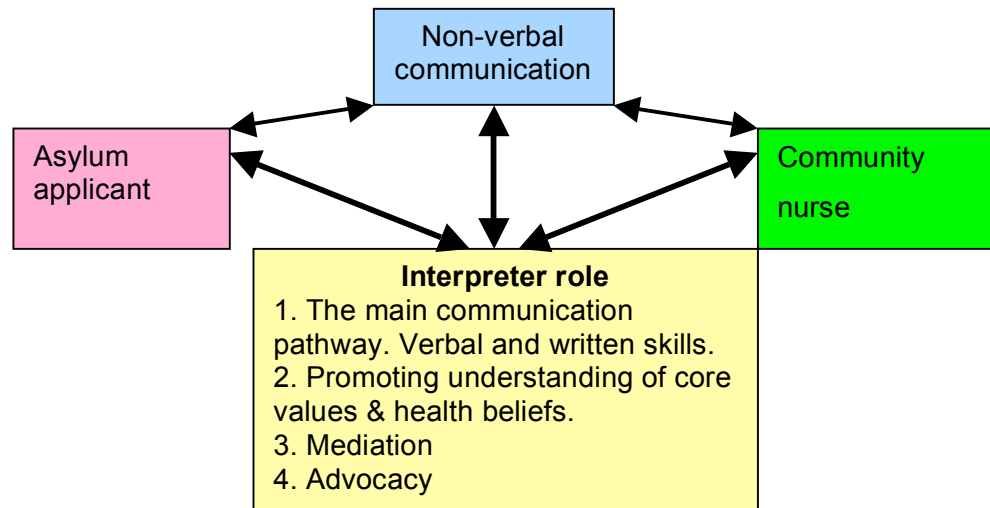 Non-verbal
communication
Asylum
applicant
Community
nurse
Interpreter role
1. The main communication
pathway. Verbal and written skills.
2. Promoting understanding of core
values & health beliefs.
3. Mediation
4. Advocacy